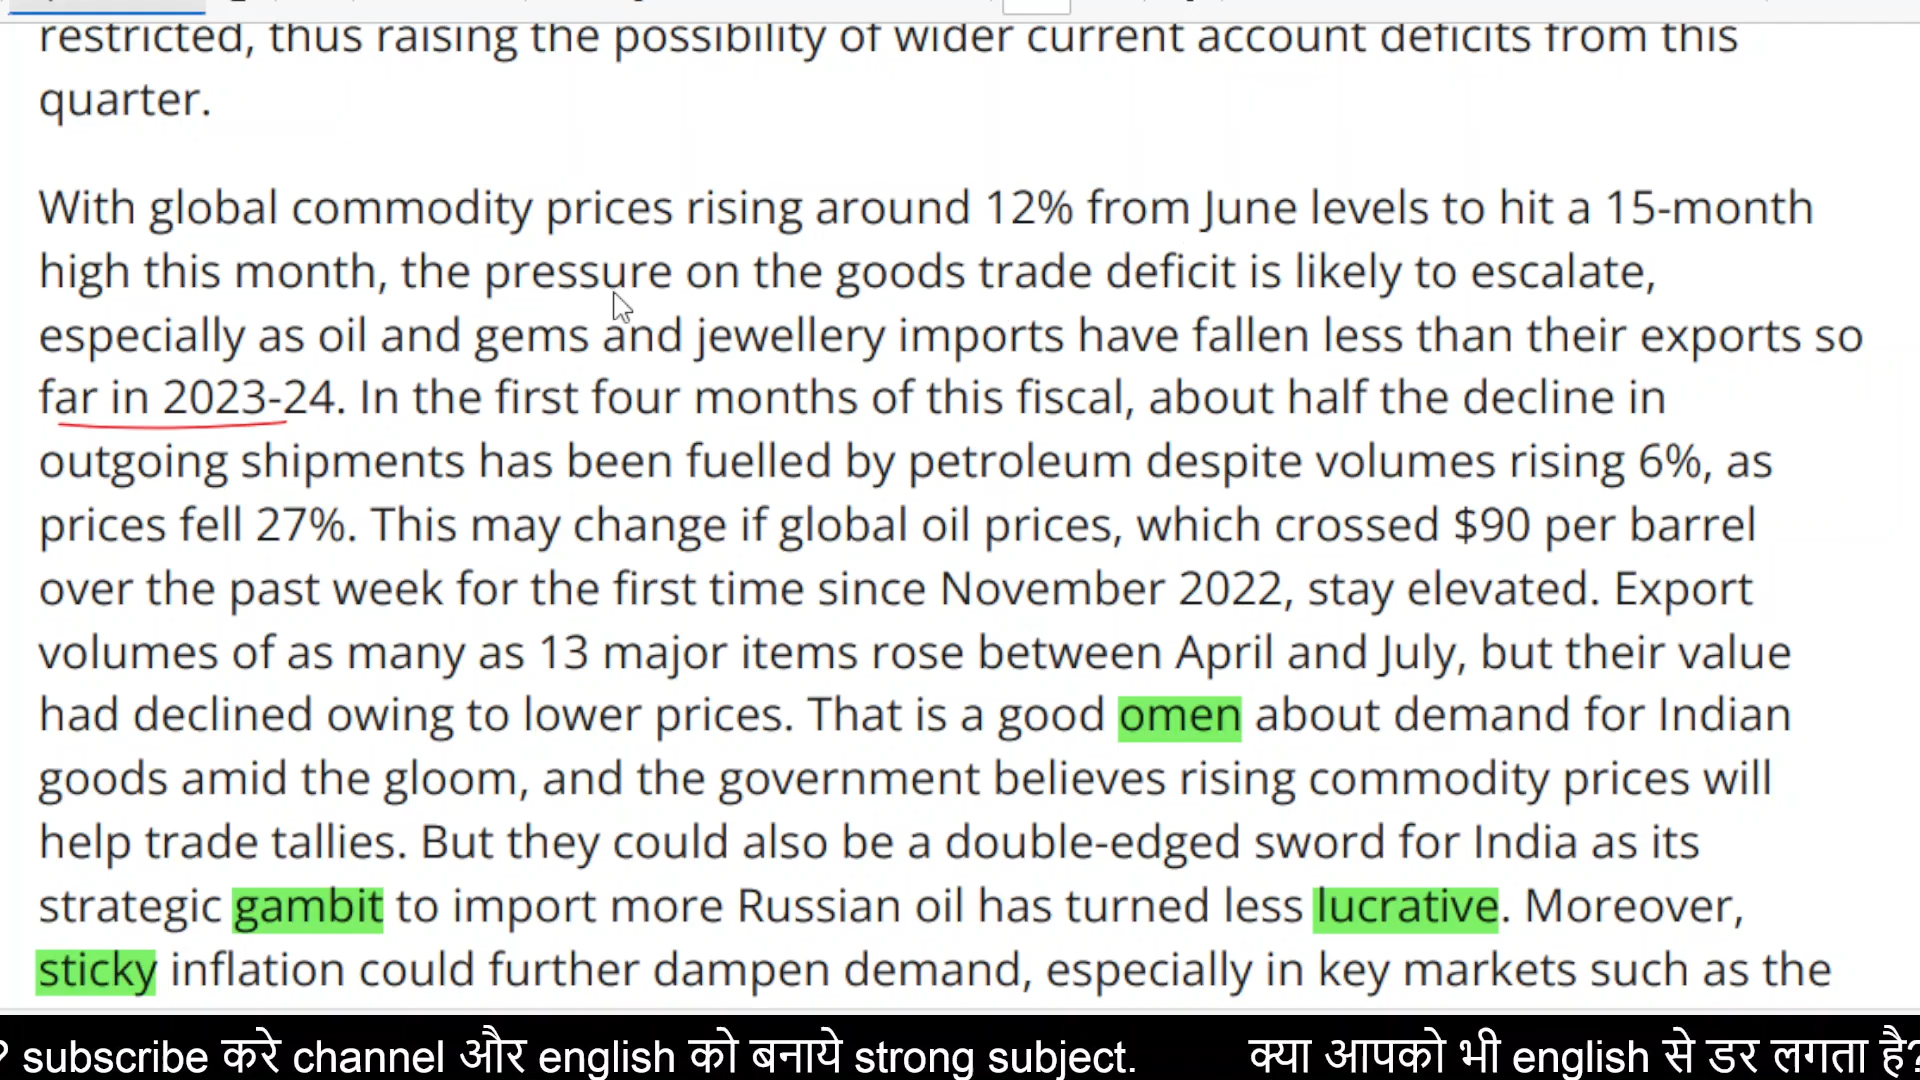 restricted, thus raising the possibility of wider current account deficits from this
quarter.
With global commodity prices rising around 12% from June levels to hit a 15-month
high this month, the pressure on the goods trade deficit is likely to escalate,
especially as oil and gems and jewellery imports have fallen less than their exports so
far in 2023-24. In the first four months of this fiscal, about half the decline in
outgoing shipments has been fuelled by petroleum despite volumes rising 6%, as
prices fell 27%. This may change if global oil prices, which crossed $90 per barrel
over the past week for the first time since November 2022, stay elevated. Export
volumes of as many as 13 major items rose between April and July, but their value
had declined owing to lower prices. That is a good omen about demand for Indian
goods amid the gloom, and the government believes rising commodity prices will
help trade tallies. But they could also be a double-edged sword for India as its
strategic gambit to import more Russian oil has turned less lucrative. Moreover,
sticky inflation could further dampen demand, especially in key markets such as the
? subscribe करे channel और english को बनाये strong subject. क्या आपको भी english से डर लगता है?